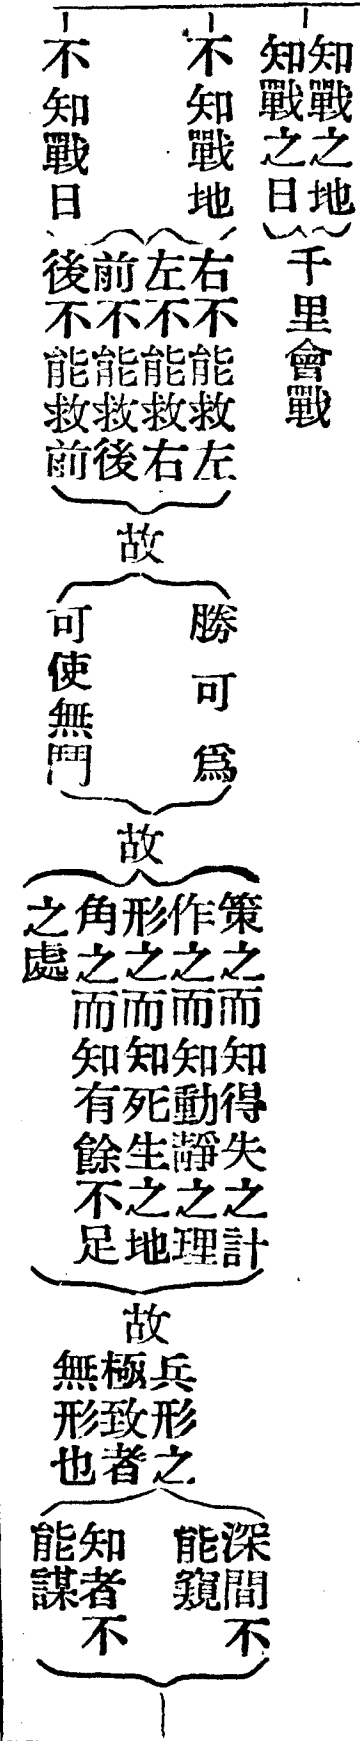 知戰之地
知戰之日
千里會戰
不知戰地
不知戰日
右不能救左
左不能救右
前不能救後
後不能救前
故
勝可爲
可使無鬥
故
策之而知得失之計
作之而知動靜之理
形之而知死生之地
角之而知有餘不足
之處
故
兵形之
極致者
無形也
深間不
能窺
知者不
能謀